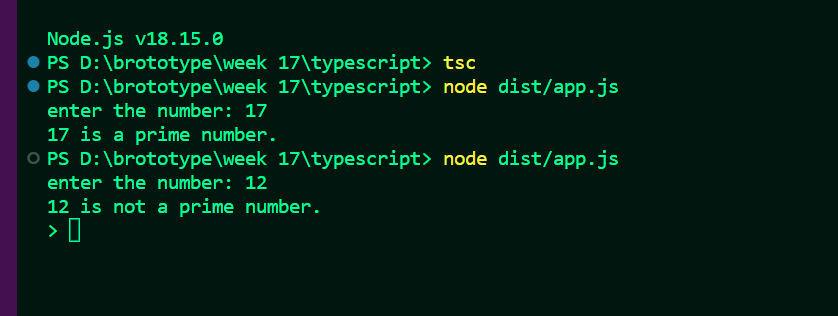 Node.js v18.15.0
PS D:\brototype\week 17\typescript> tsc
PS D:\brototype\week 17\typescript> node dist/app.js
enter the number: 17
17 is a prime number.
PS D:\brototype\week 17\typescript> node dist/app.js
enter the number: 12
12 is not a prime number.
>